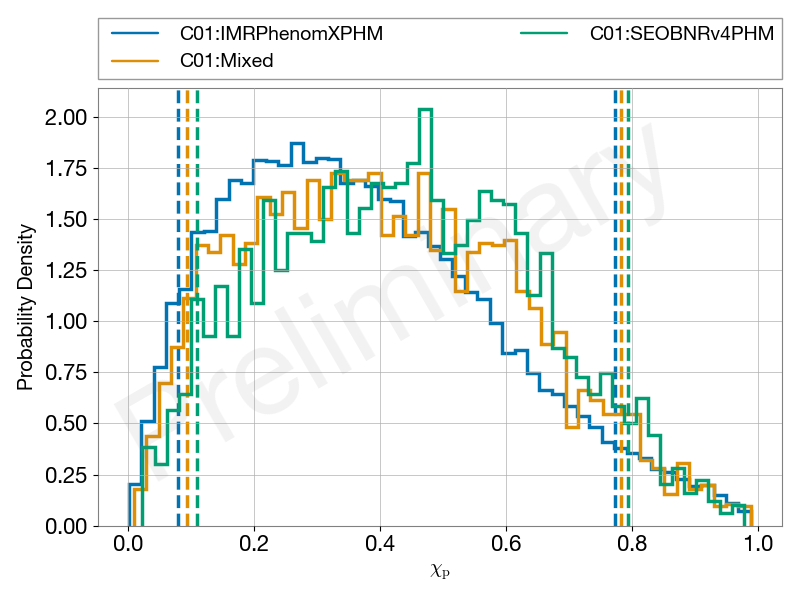 C01:IMRPhenomXPHM
C01:Mixed
C01:SEOBNRv4PHM
2.00
1.75
1.50
1.25
1.00
0.75
0.50
0.25
0.00
Probability Density
Preliminary
0.0 0.2 0.4 0.6 0.8 1.0
χp